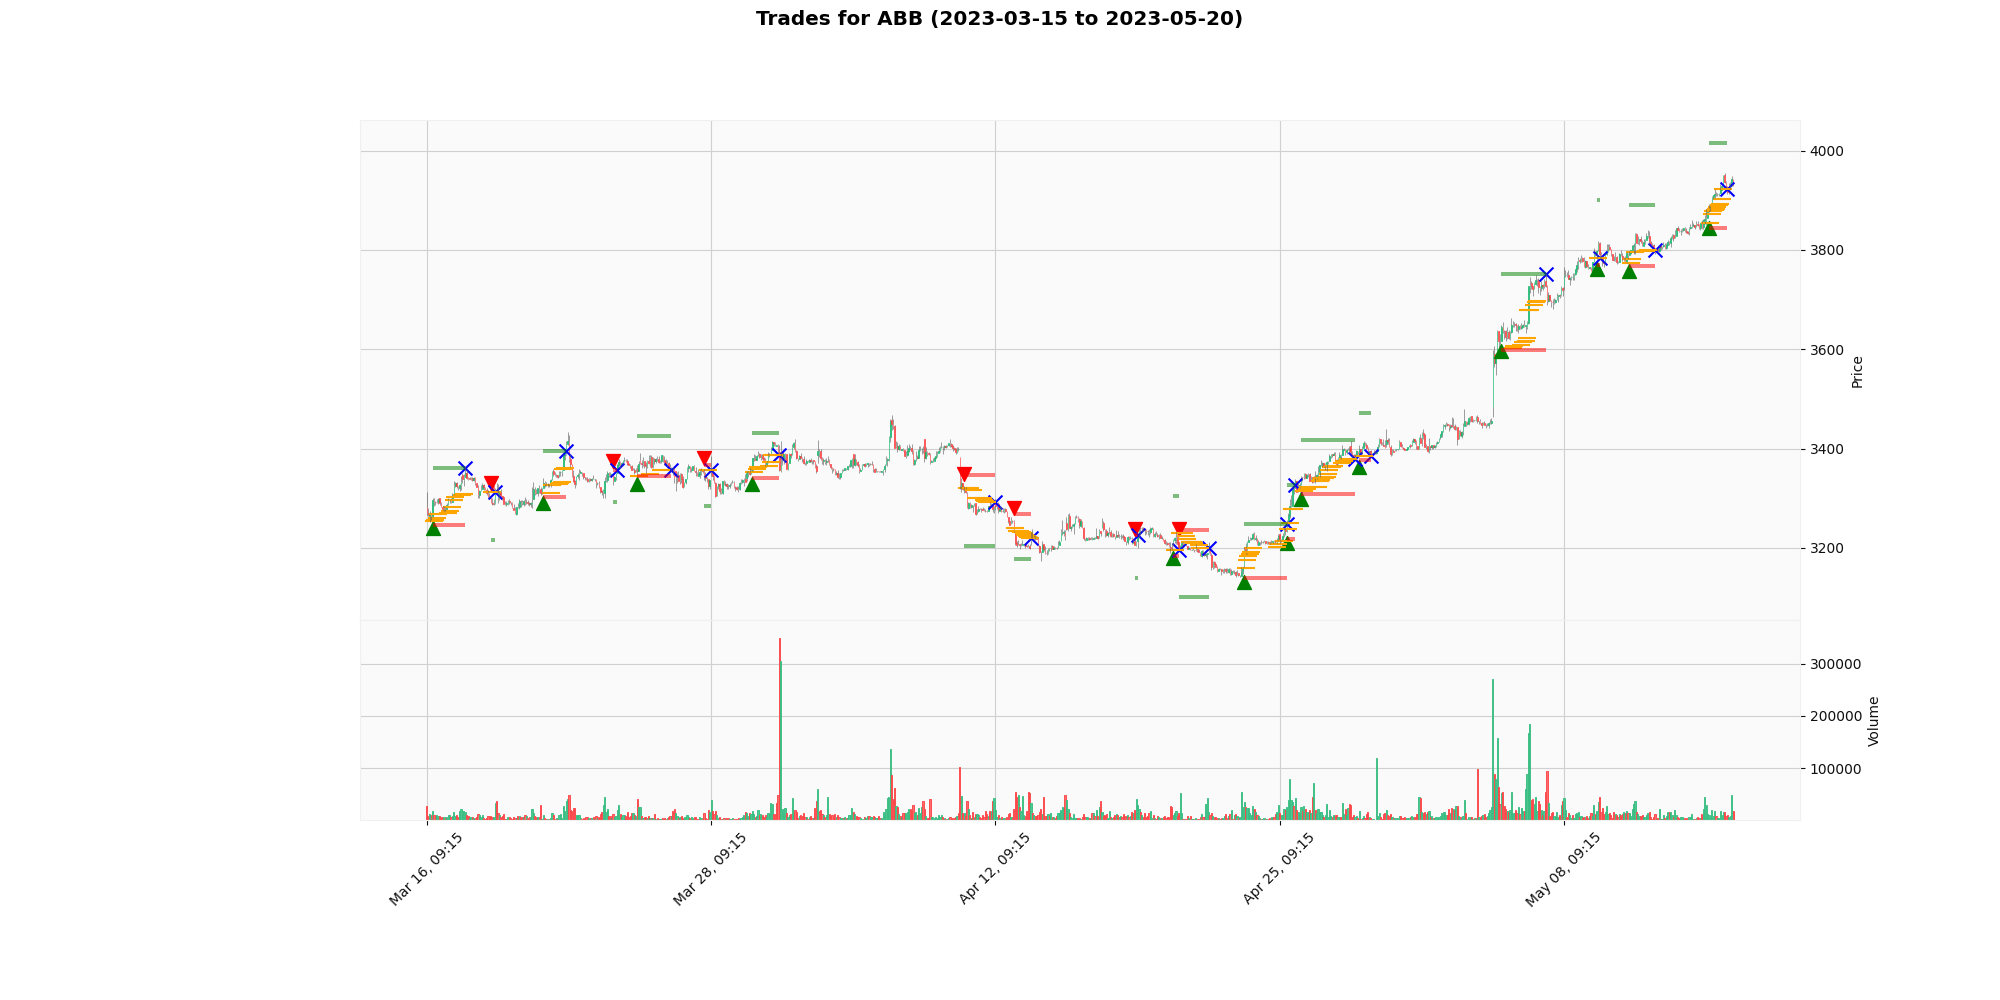 Trades for ABB (2023-03-15 to 2023-05-20)
4000
3800
3600
3400
3200
Price
300000
200000
100000
Volume
Mar 16, 09:15
Mar 28, 09:15
Apr 12, 09:15
Apr 25, 09:15
May 08, 09:15